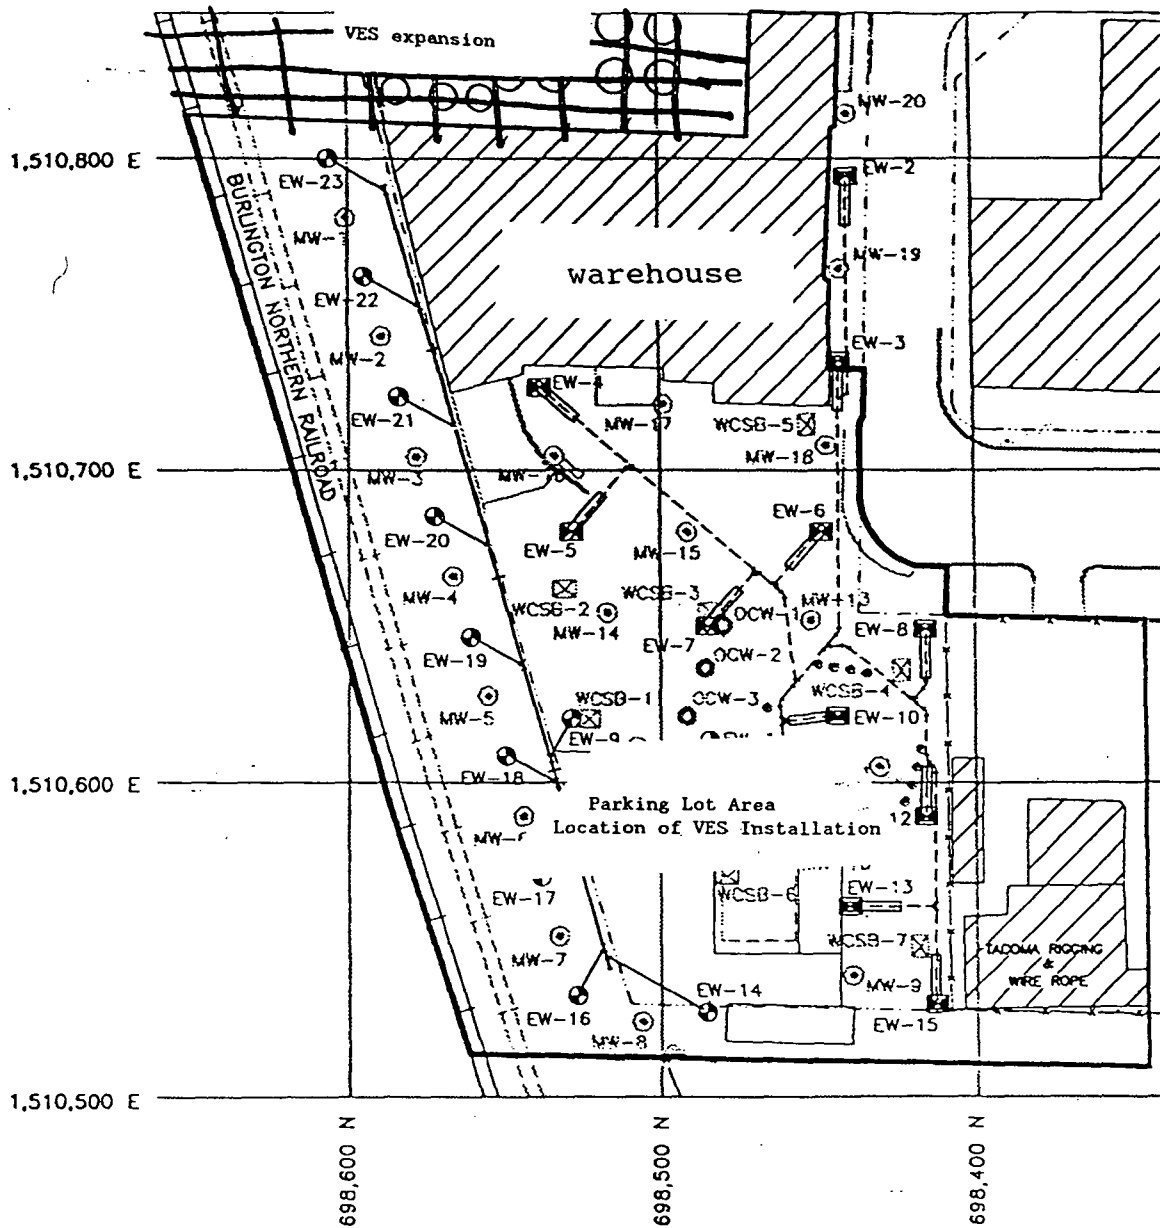 VES expansion
MW-20
1,510,800 E
EW-2
EW-23
BURLINGTON NORTHERN RAILROAD
warehouse
MW-19
EW-22
MW-2
EW-3
EW-4
EW-21
MW-17
WCSB-5
MW-18
1,510,700 E
MW-3
EW-6
EW-20
EW-5
MW-15
MW-4
WCSB-2
WCSB-3
OCW-1
MW-13
MW-14
EW-7
EW-8
EW-19
OCW-2
WCSB-1
WCSB-4
MW-5
OCW-3
EW-9
EW-10
EW-18
1,510,600 E
Parking Lot Area
Location of VES Installation
12
EW-17
WCSB-6
EW-13
WCSB-7
MW-7
TACOMA RIGGING
&
WIRE ROPE
MW-9
EW-14
EW-16
EW-15
MW-8
1,510,500 E
698,600 N
698,500 N
698,400 N